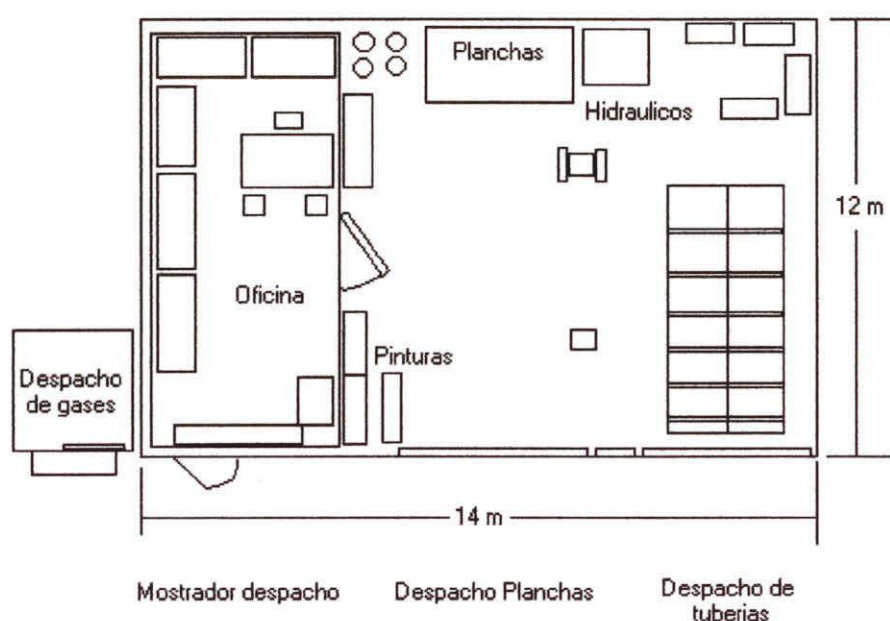 Planchas
Hidraulicos
12 m
Oficina
Despacho
de gases
Pinturas
14 m
Mostrador despacho
Despacho Planchas
Despacho de
tuberias